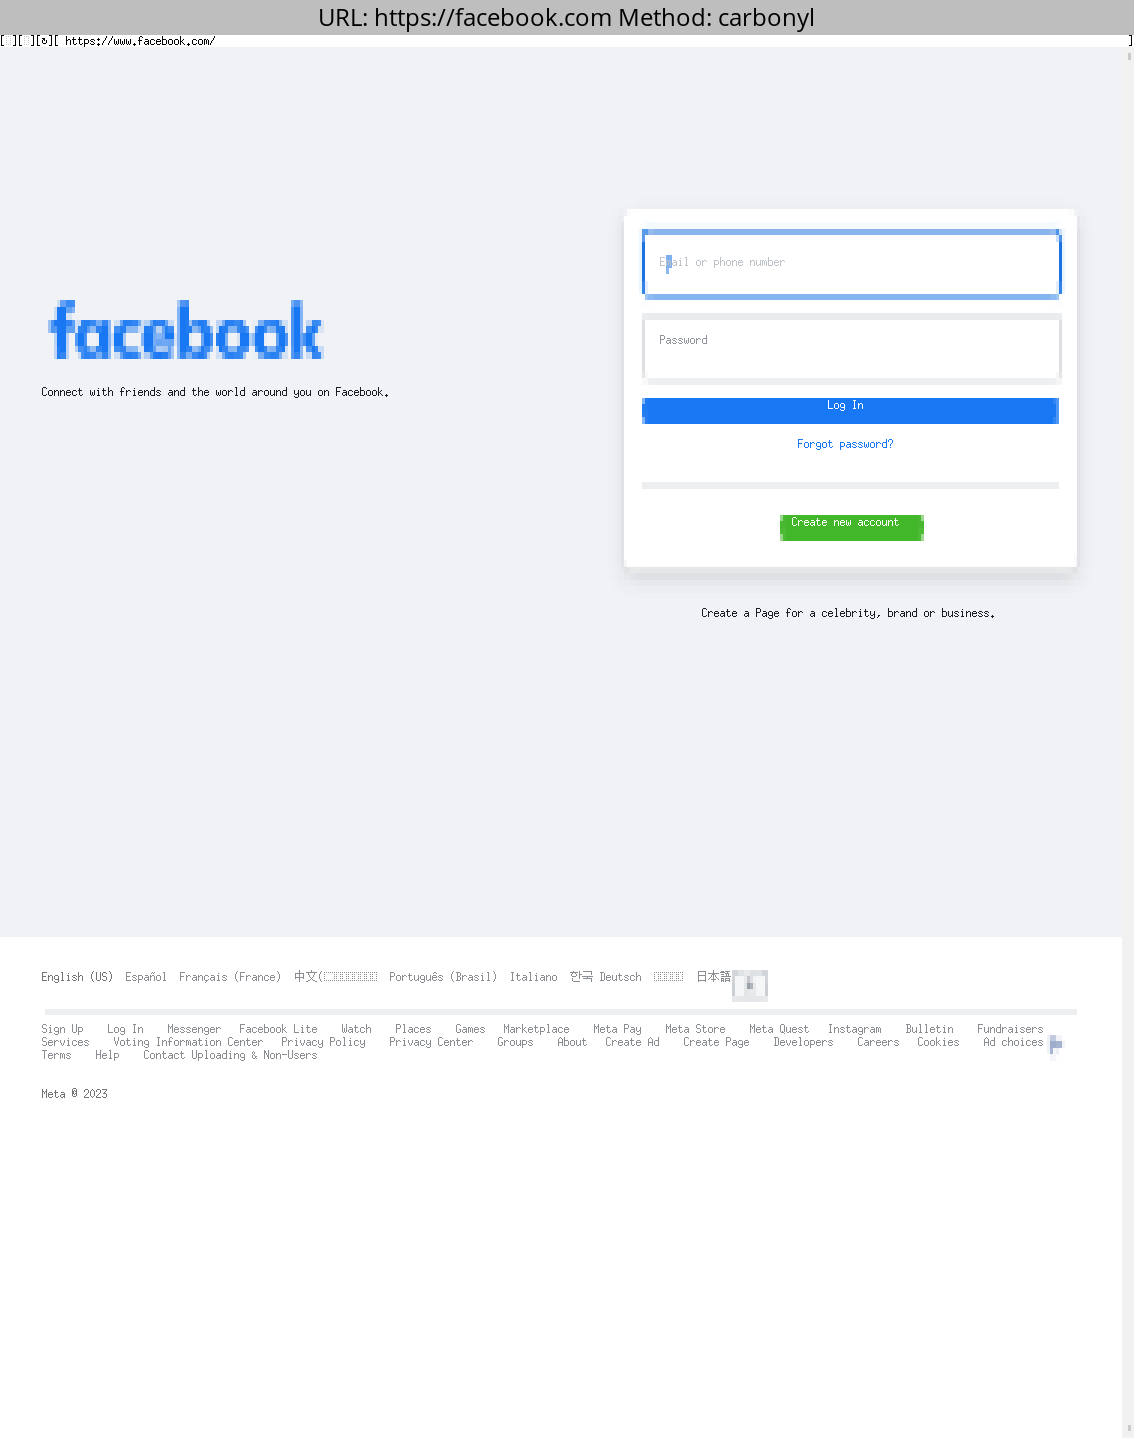 URL: https://facebook.com Method: carbonyl
[ ][ ][↻][ https://www.facebook.com/ ]
facebook
Connect with friends and the world around you on Facebook.
Email or phone number
Password
Log In
Forgot password?
Create new account
Create a Page for a celebrity, brand or business.
English (US) Español Français (France) 中文( Português (Brasil) Italiano 한국 Deutsch 日本語
Sign Up Log In Messenger Facebook Lite Watch Places Games Marketplace Meta Pay Meta Store Meta Quest Instagram Bulletin Fundraisers
Services Voting Information Center Privacy Policy Privacy Center Groups About Create Ad Create Page Developers Careers Cookies Ad choices
Terms Help Contact Uploading & Non-Users
Meta © 2023